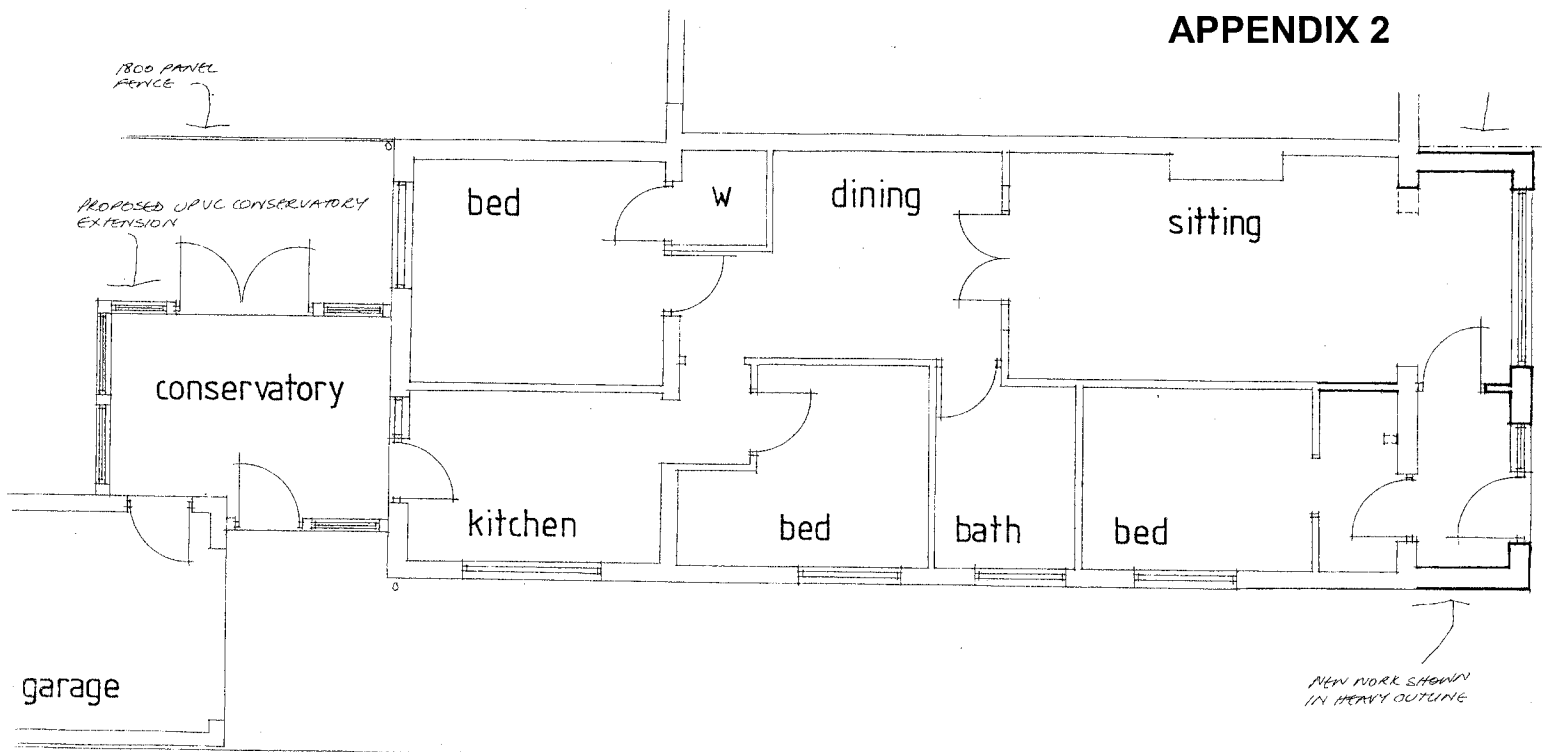 APPENDIX 2
1800 PANEL
FENCE
PROPOSED UPVC CONSERVATORY
EXTENSION
bed
W
dining
sitting
conservatory
kitchen
bed
bath
bed
garage
NEW WORK SHOWN
IN HEAVY OUTLINE